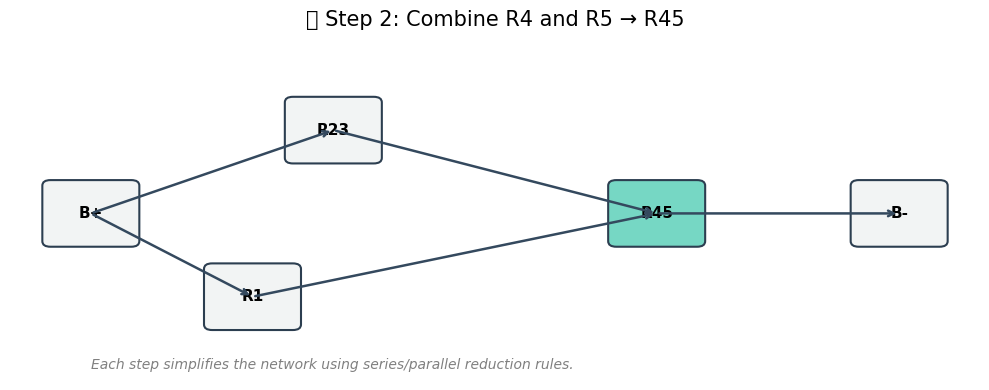 Step 2: Combine R4 and R5 → R45
R23
B+
R45
B-
R1
Each step simplifies the network using series/parallel reduction rules.